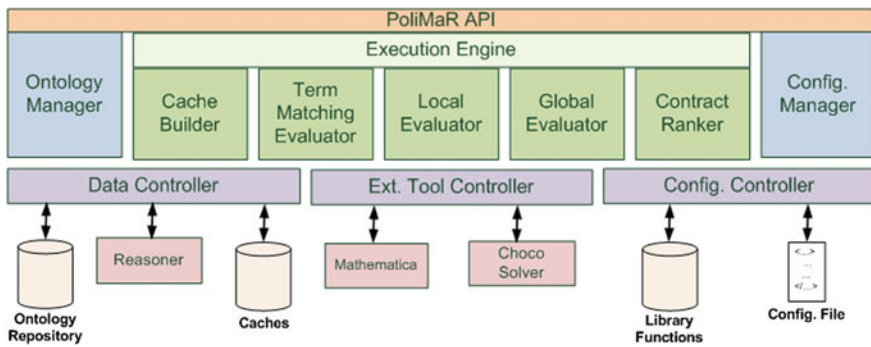 PoliMaR API
Execution Engine
Ontology
Manager
Cache
Builder
Term
Matching
Evaluator
Local
Evaluator
Global
Evaluator
Contract
Ranker
Config.
Manager
Data Controller
Ext. Tool Controller
Config. Controller
Ontology
Repository
Reasoner
Caches
Mathematica
Choco
Solver
Library
Functions
<...>
...
...
</...>
Config. File